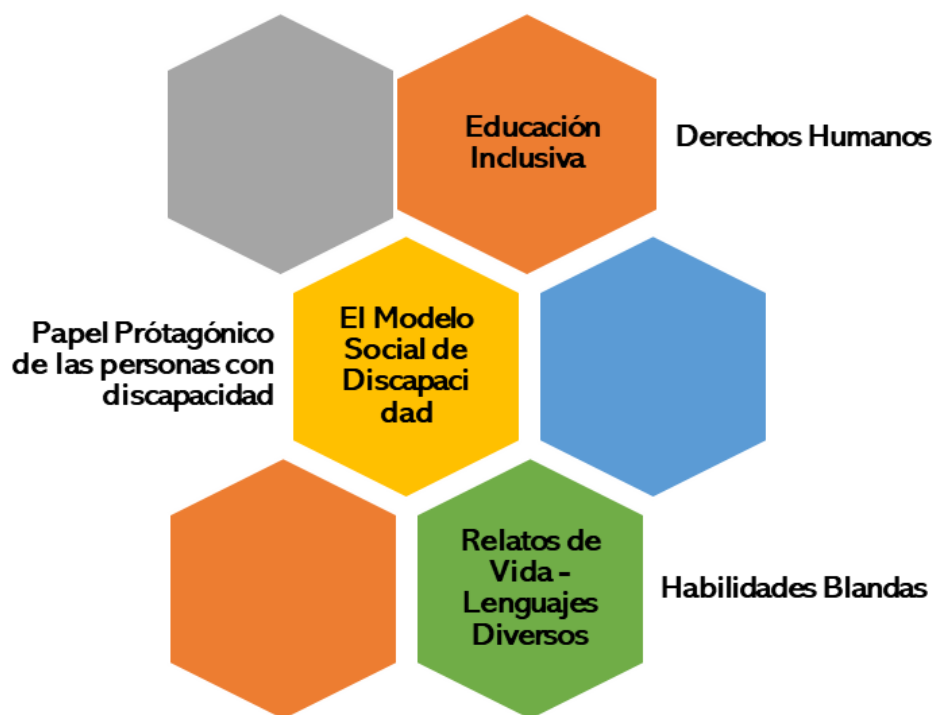 Educación
Inclusiva
Derechos Humanos
Papel Prótagónico
de las personas con
discapacidad
El Modelo
Social de
Discapaci
dad
Relatos de
Vida -
Lenguajes
Diversos
Habilidades Blandas